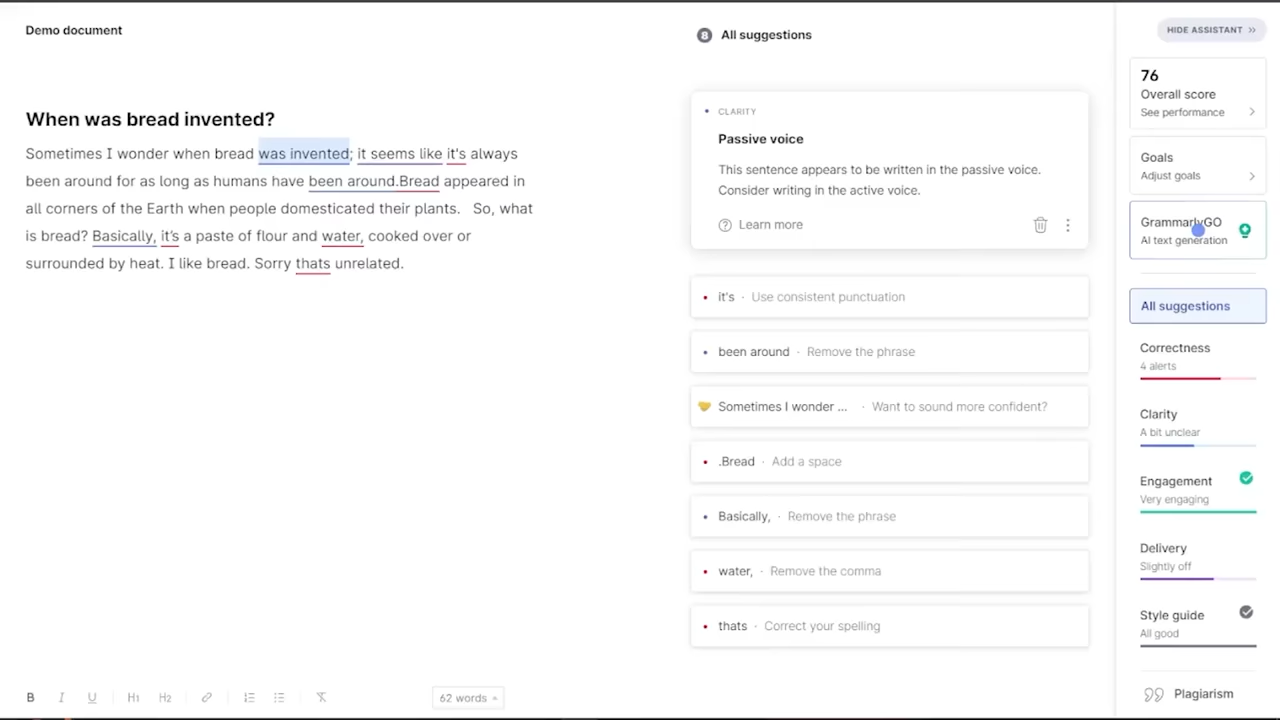 Demo document
When was bread invented?
Sometimes I wonder when bread was invented; it seems like it's always
been around for as long as humans have been around.Bread appeared in
all corners of the Earth when people domesticated their plants.   So, what
is bread? Basically, it's a paste of flour and water, cooked over or
surrounded by heat. I like bread. Sorry thats unrelated.
B I U H1 H2
62 words
8 All suggestions
CLARITY
Passive voice
This sentence appears to be written in the passive voice.
Consider writing in the active voice.
Learn more
it's · Use consistent punctuation
been around · Remove the phrase
Sometimes I wonder ... · Want to sound more confident?
.Bread · Add a space
Basically, · Remove the phrase
water, · Remove the comma
thats · Correct your spelling
HIDE ASSISTANT
76
Overall score
See performance
Goals
Adjust goals
GrammarlyGO
AI text generation
All suggestions
Correctness
4 alerts
Clarity
A bit unclear
Engagement
Very engaging
Delivery
Slightly off
Style guide
All good
Plagiarism